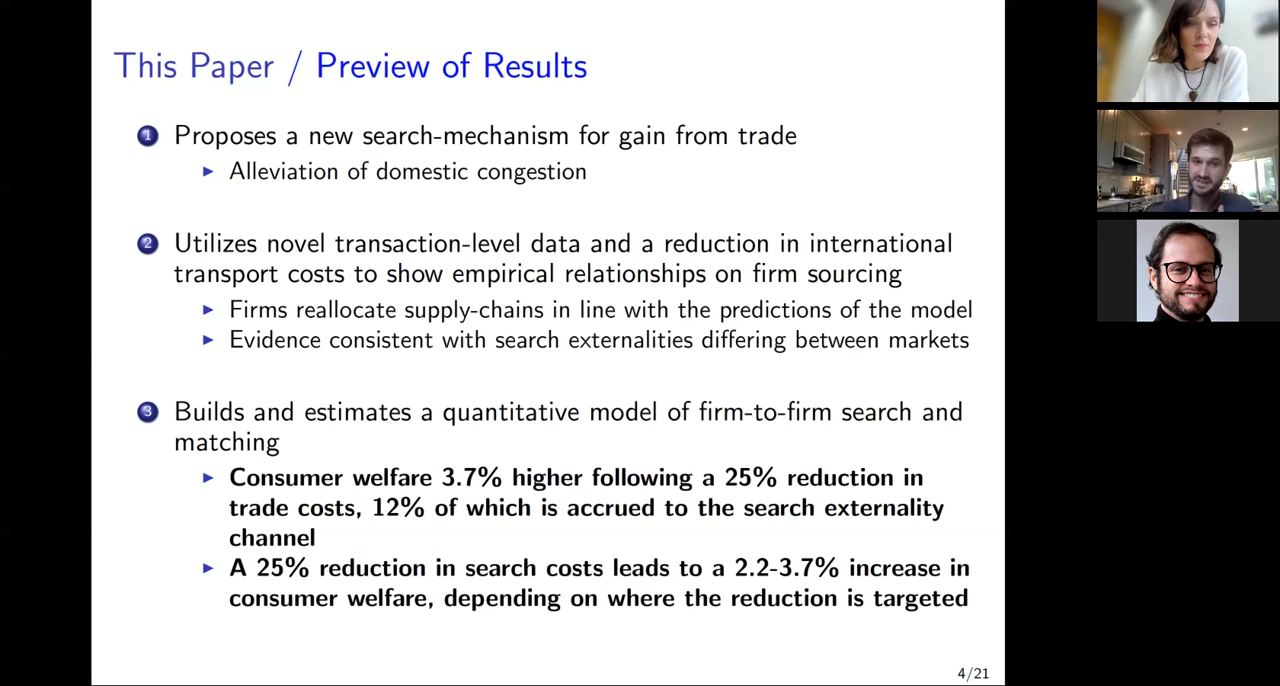 This Paper / Preview of Results
1 Proposes a new search-mechanism for gain from trade
▶ Alleviation of domestic congestion
2 Utilizes novel transaction-level data and a reduction in international
transport costs to show empirical relationships on firm sourcing
▶ Firms reallocate supply-chains in line with the predictions of the model
▶ Evidence consistent with search externalities differing between markets
3 Builds and estimates a quantitative model of firm-to-firm search and
matching
▶ Consumer welfare 3.7% higher following a 25% reduction in
trade costs, 12% of which is accrued to the search externality
channel
▶ A 25% reduction in search costs leads to a 2.2-3.7% increase in
consumer welfare, depending on where the reduction is targeted
4/21